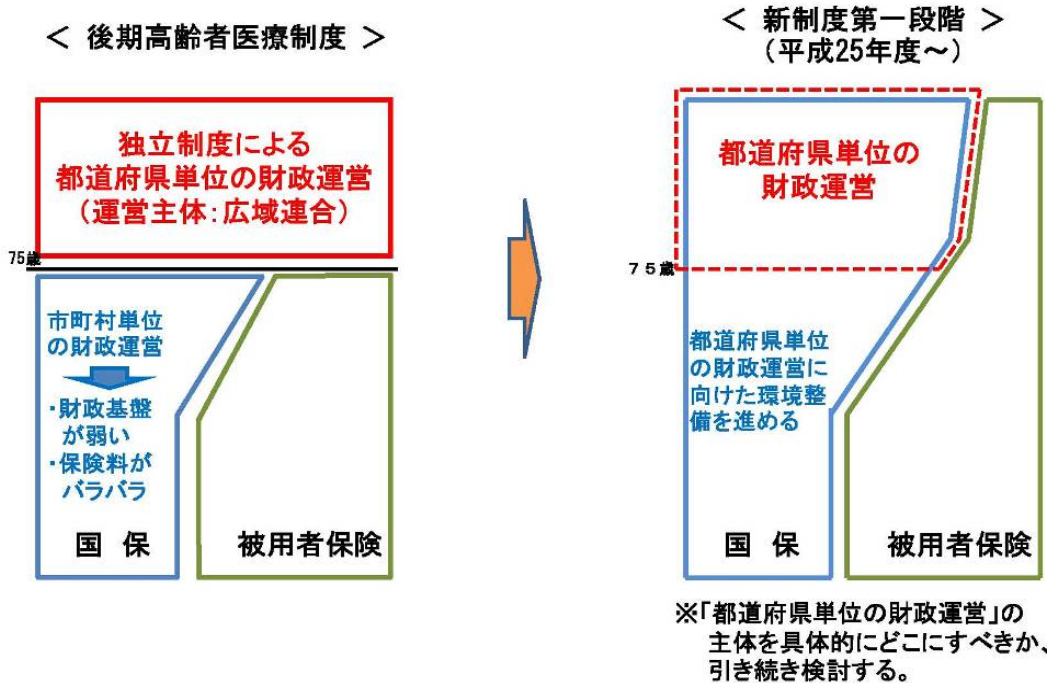 ＜ 後期高齢者医療制度 ＞
独立制度による
都道府県単位の財政運営
（運営主体：広域連合）
75歳
市町村単位
の財政運営
・財政基盤
が弱い
・保険料が
バラバラ
国 保
被用者保険
＜ 新制度第一段階 ＞
（平成25年度～）
都道府県単位の
財政運営
７５歳
都道府県単位
の財政運営に
向けた環境整
備を進める
国 保
被用者保険
※「都道府県単位の財政運営」の
主体を具体的にどこにすべきか、
引き続き検討する。